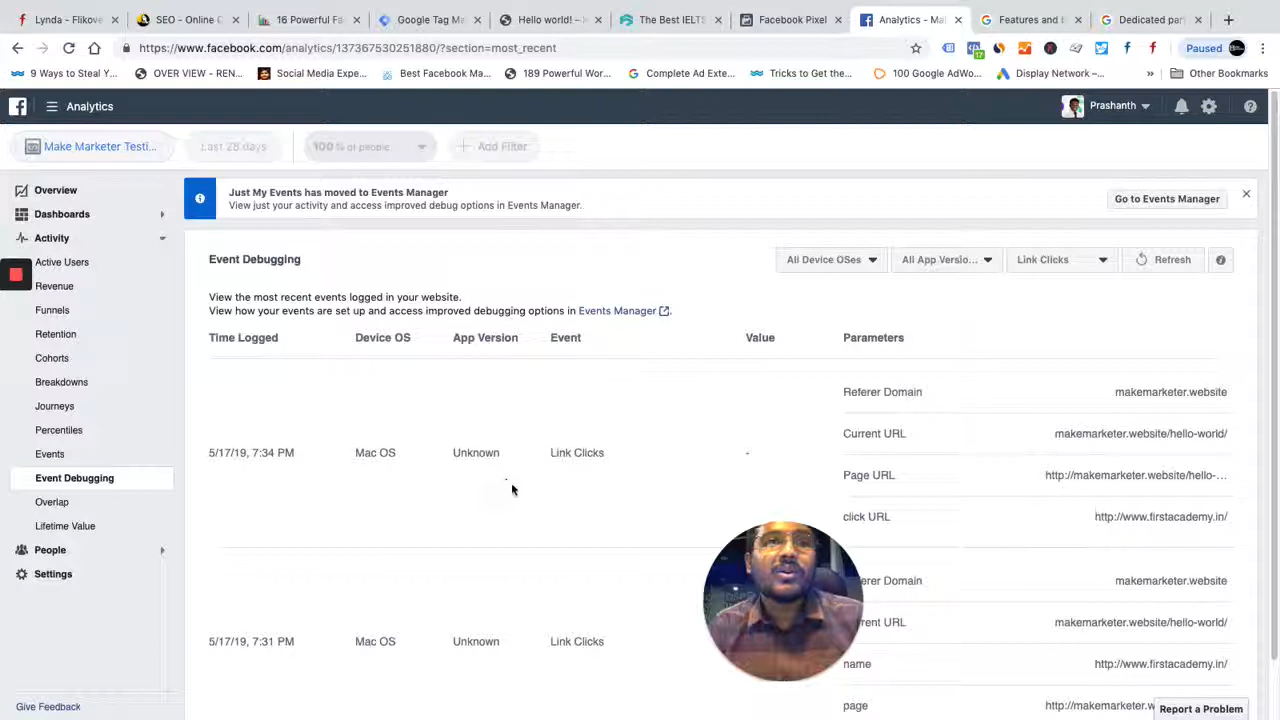 Lynda – Flikove
SEO - Online C
16 Powerful Fa
Google Tag Ma
Hello world! – M
The Best IELTS
Facebook Pixel
Analytics - Mal
Features and E
Dedicated part
https://www.facebook.com/analytics/137367530251880/?section=most_recent
17
Paused
9 Ways to Steal Y...
OVER VIEW - REN...
Social Media Expe...
Best Facebook Ma...
189 Powerful Wor...
Complete Ad Exte...
Tricks to Get the...
100 Google AdWo...
Display Network –...
»
Other Bookmarks
Analytics
Prashanth
Make Marketer Testi...
Last 28 days
100 % of people
Add Filter
Overview
Dashboards
Activity
Active Users
Revenue
Funnels
Retention
Cohorts
Breakdowns
Journeys
Percentiles
Events
Event Debugging
Overlap
Lifetime Value
People
Settings
Give Feedback
Just My Events has moved to Events Manager
View just your activity and access improved debug options in Events Manager.
Go to Events Manager
Event Debugging
All Device OSes
All App Versio...
Link Clicks
Refresh
View the most recent events logged in your website.
View how your events are set up and access improved debugging options in Events Manager.
Time Logged Device OS App Version Event Value Parameters
Referer Domain makemarketer.website
Current URL makemarketer.website/hello-world/
5/17/19, 7:34 PM Mac OS Unknown Link Clicks -
Page URL http://makemarketer.website/hello-...
click URL http://www.firstacademy.in/
erer Domain makemarketer.website
rent URL makemarketer.website/hello-world/
5/17/19, 7:31 PM Mac OS Unknown Link Clicks
name http://www.firstacademy.in/
page http://makemarketer.w
Report a Problem